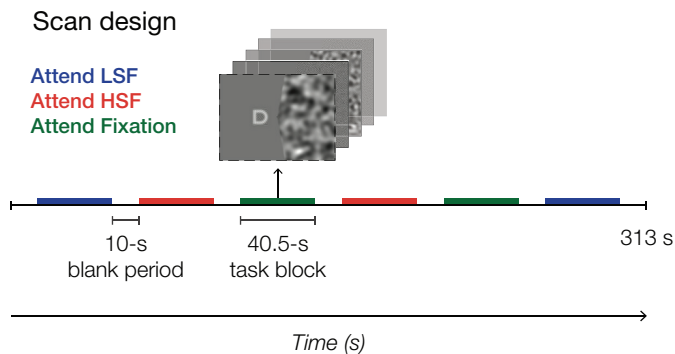 Scan design
Attend LSF
Attend HSF
Attend Fixation
D
10-s
blank period
40.5-s
task block
313 s
Time (s)